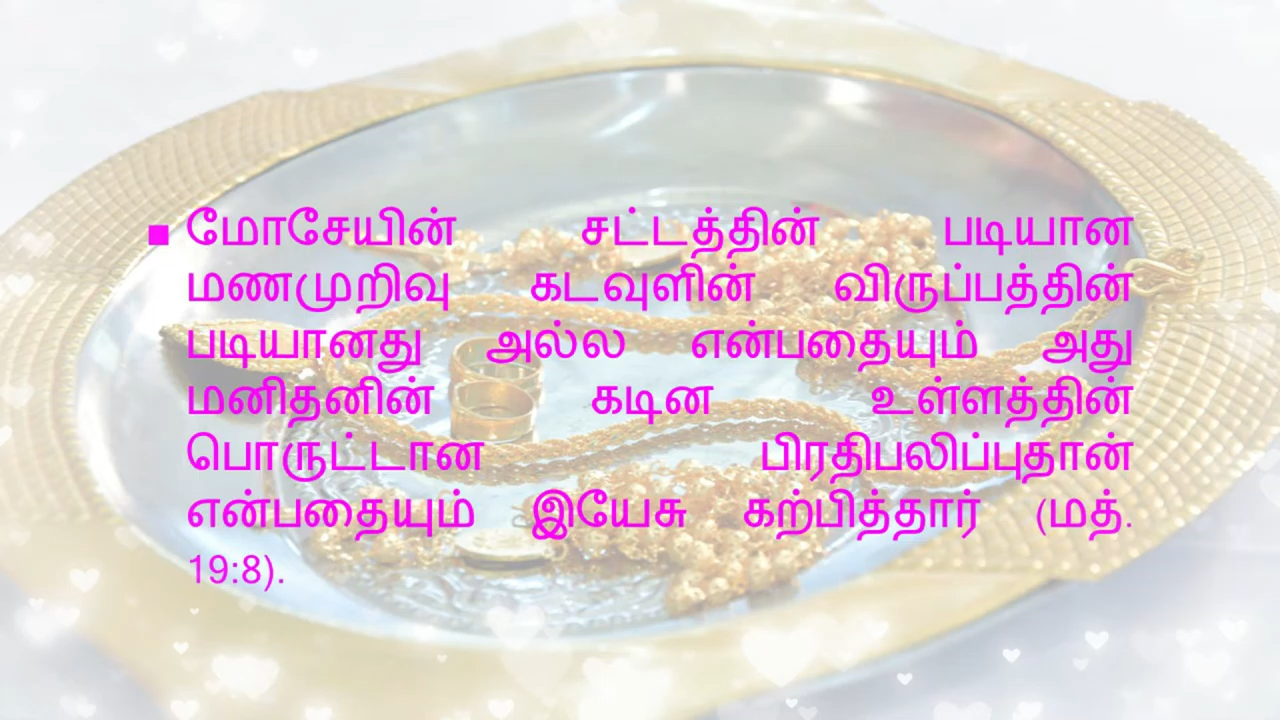 ▪ மோசேயின் சட்டத்தின் படியான
மணமுறிவு கடவுளின் விருப்பத்தின்
படியானது அல்ல என்பதையும் அது
மனிதனின் கடின உள்ளத்தின்
பொருட்டான பிரதிபலிப்புதான்
என்பதையும் இயேசு கற்பித்தார் (மத்.
19:8).